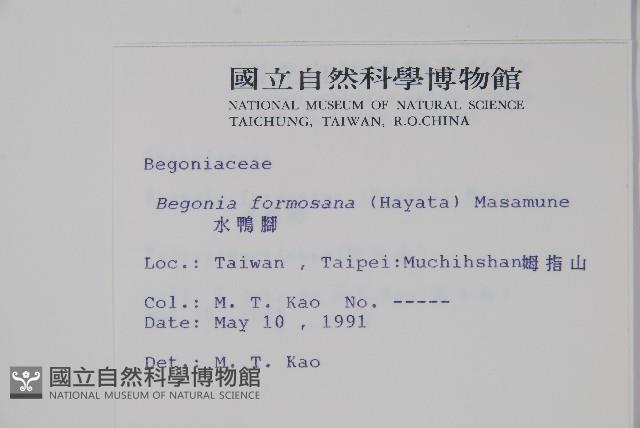 國立自然科學博物館
NATIONAL MUSEUM OF NATURAL SCIENCE
TAICHUNG, TAIWAN, R.O.CHINA
Begoniaceae
Begonia formosana (Hayata) Masamune
水鴨腳
Loc.: Taiwan , Taipei:Muchihshan姆指山
Col.: M. T. Kao No. -----
Date: May 10 , 1991
Det.: M. T. Kao
國立自然科學博物館
NATIONAL MUSEUM OF NATURAL SCIENCE